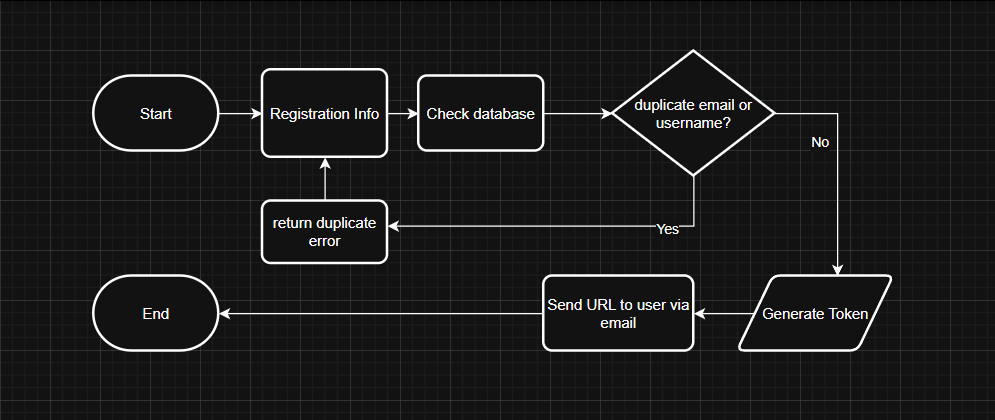 Start
Registration Info
Check database
duplicate email or
username?
No
return duplicate
error
Yes
End
Send URL to user via
email
Generate Token